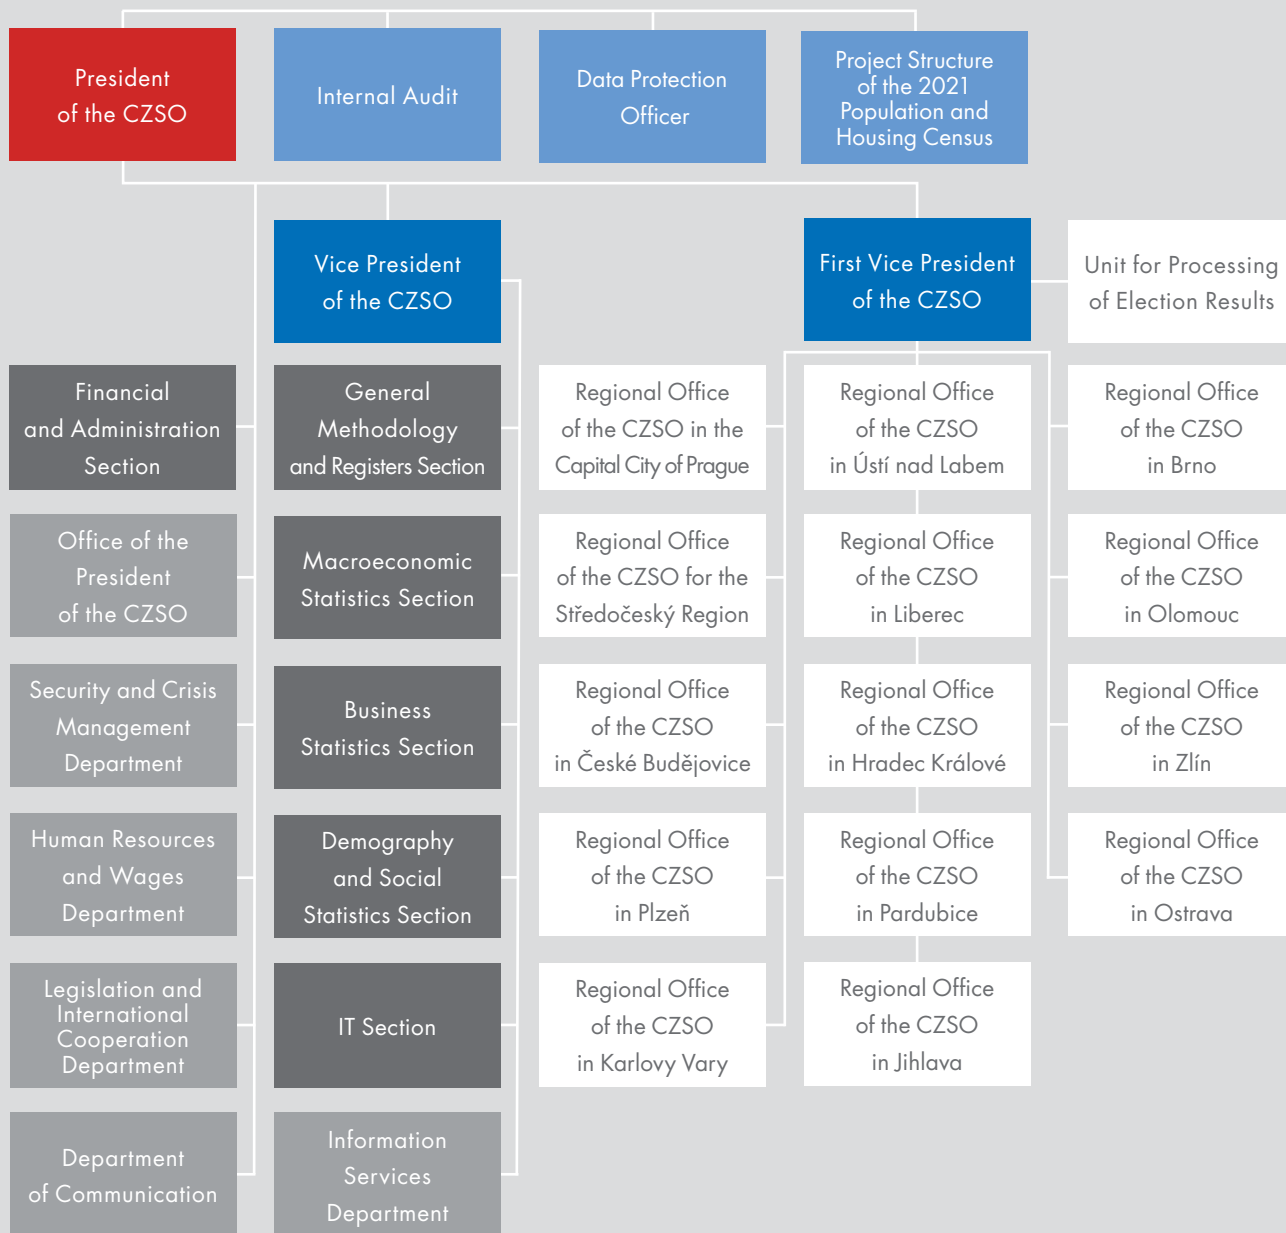 President
of the CZSO
Internal Audit
Data Protection
Officer
Project Structure
of the 2021
Population and
Housing Census
Vice President
of the CZSO
First Vice President
of the CZSO
Unit for Processing
of Election Results
Financial
and Administration
Section
General
Methodology
and Registers Section
Regional Office
of the CZSO in the
Capital City of Prague
Regional Office
of the CZSO
in Ústí nad Labem
Regional Office
of the CZSO
in Brno
Office of the
President
of the CZSO
Macroeconomic
Statistics Section
Regional Office
of the CZSO for the
Středočeský Region
Regional Office
of the CZSO
in Liberec
Regional Office
of the CZSO
in Olomouc
Security and Crisis
Management
Department
Business
Statistics Section
Regional Office
of the CZSO
in České Budějovice
Regional Office
of the CZSO
in Hradec Králové
Regional Office
of the CZSO
in Zlín
Human Resources
and Wages
Department
Demography
and Social
Statistics Section
Regional Office
of the CZSO
in Plzeň
Regional Office
of the CZSO
in Pardubice
Regional Office
of the CZSO
in Ostrava
Legislation and
International
Cooperation
Department
IT Section
Regional Office
of the CZSO
in Karlovy Vary
Regional Office
of the CZSO
in Jihlava
Department
of Communication
Information
Services
Department